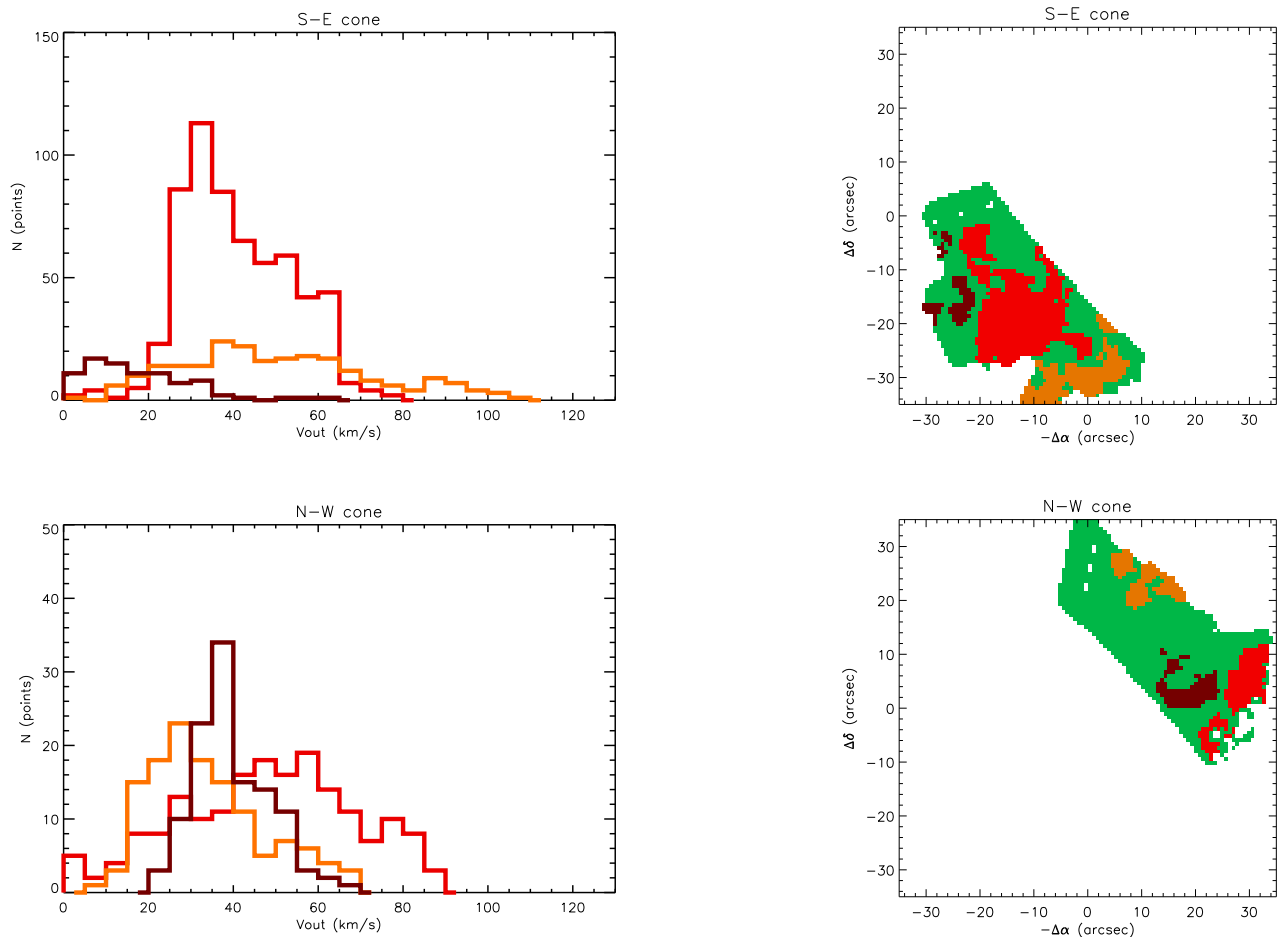 S−E cone
150
100
50
0
N (points)
0 20 40 60 80 100 120
Vout (km/s)
S−E cone
30
20
10
0
−10
−20
−30
Δδ (arcsec)
−30 −20 −10 0 10 20 30
−Δα (arcsec)
N−W cone
50
40
30
20
10
0
N (points)
0 20 40 60 80 100 120
Vout (km/s)
N−W cone
30
20
10
0
−10
−20
−30
Δδ (arcsec)
−30 −20 −10 0 10 20 30
−Δα (arcsec)